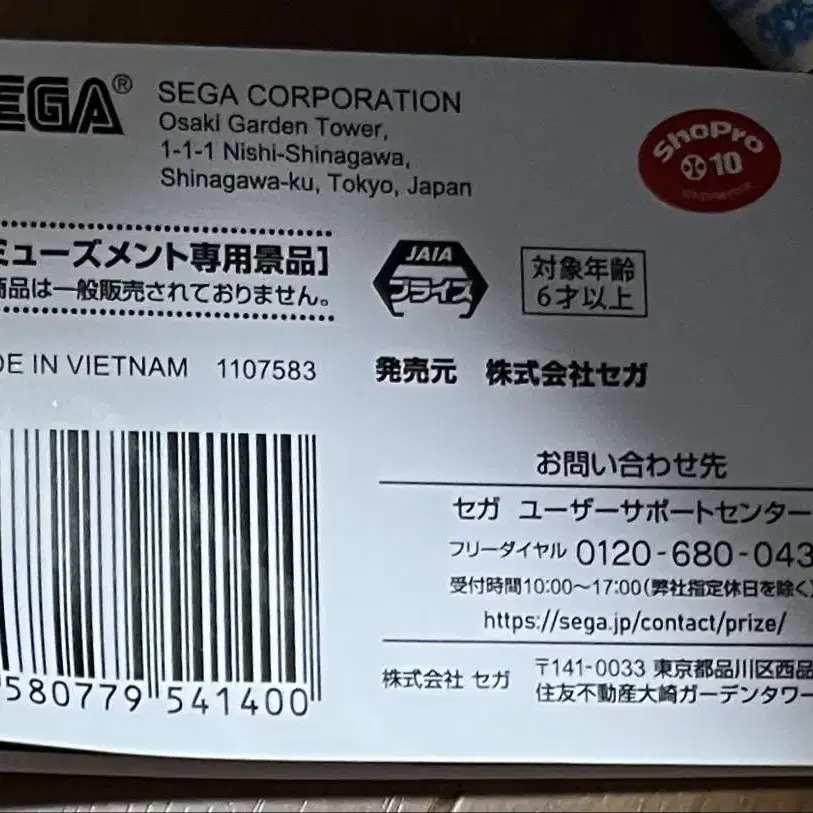 EGA®
SEGA CORPORATION
Osaki Garden Tower,
1-1-1 Nishi-Shinagawa,
Shinagawa-ku, Tokyo, Japan
ShoPro
10
ミューズメント専用景品]
商品は一般販売されておりません。
JAIA
プライズ
対象年齢
6才以上
DE IN VIETNAM 1107583
発売元 株式会社セガ
580779 541400
お問い合わせ先
セガ ユーザーサポートセンター
フリーダイヤル 0120-680-043
受付時間10:00～17:00(弊社指定休日を除く)
https://sega.jp/contact/prize/
株式会社 セガ
〒141-0033 東京都品川区西品
住友不動産大崎ガーデンタワー